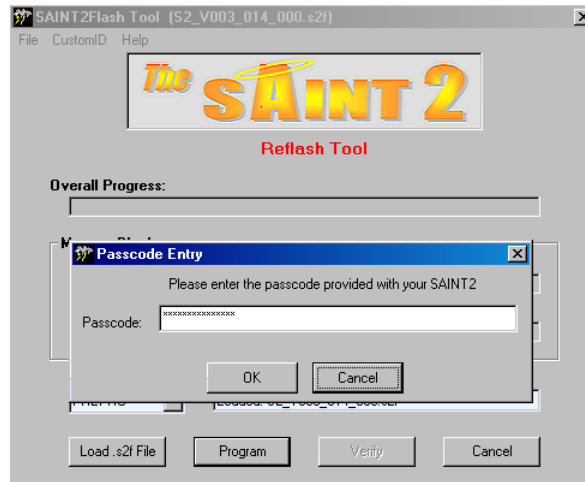 SAINT2Flash Tool (S2_V003_014_000.s2f)
File CustomID Help
The SAINT 2
Reflash Tool
Overall Progress:
Passcode Entry
Please enter the passcode provided with your SAINT2
Passcode: xxxxxxxxxxxxxxx
OK Cancel
Load .s2f File Program Verify Cancel